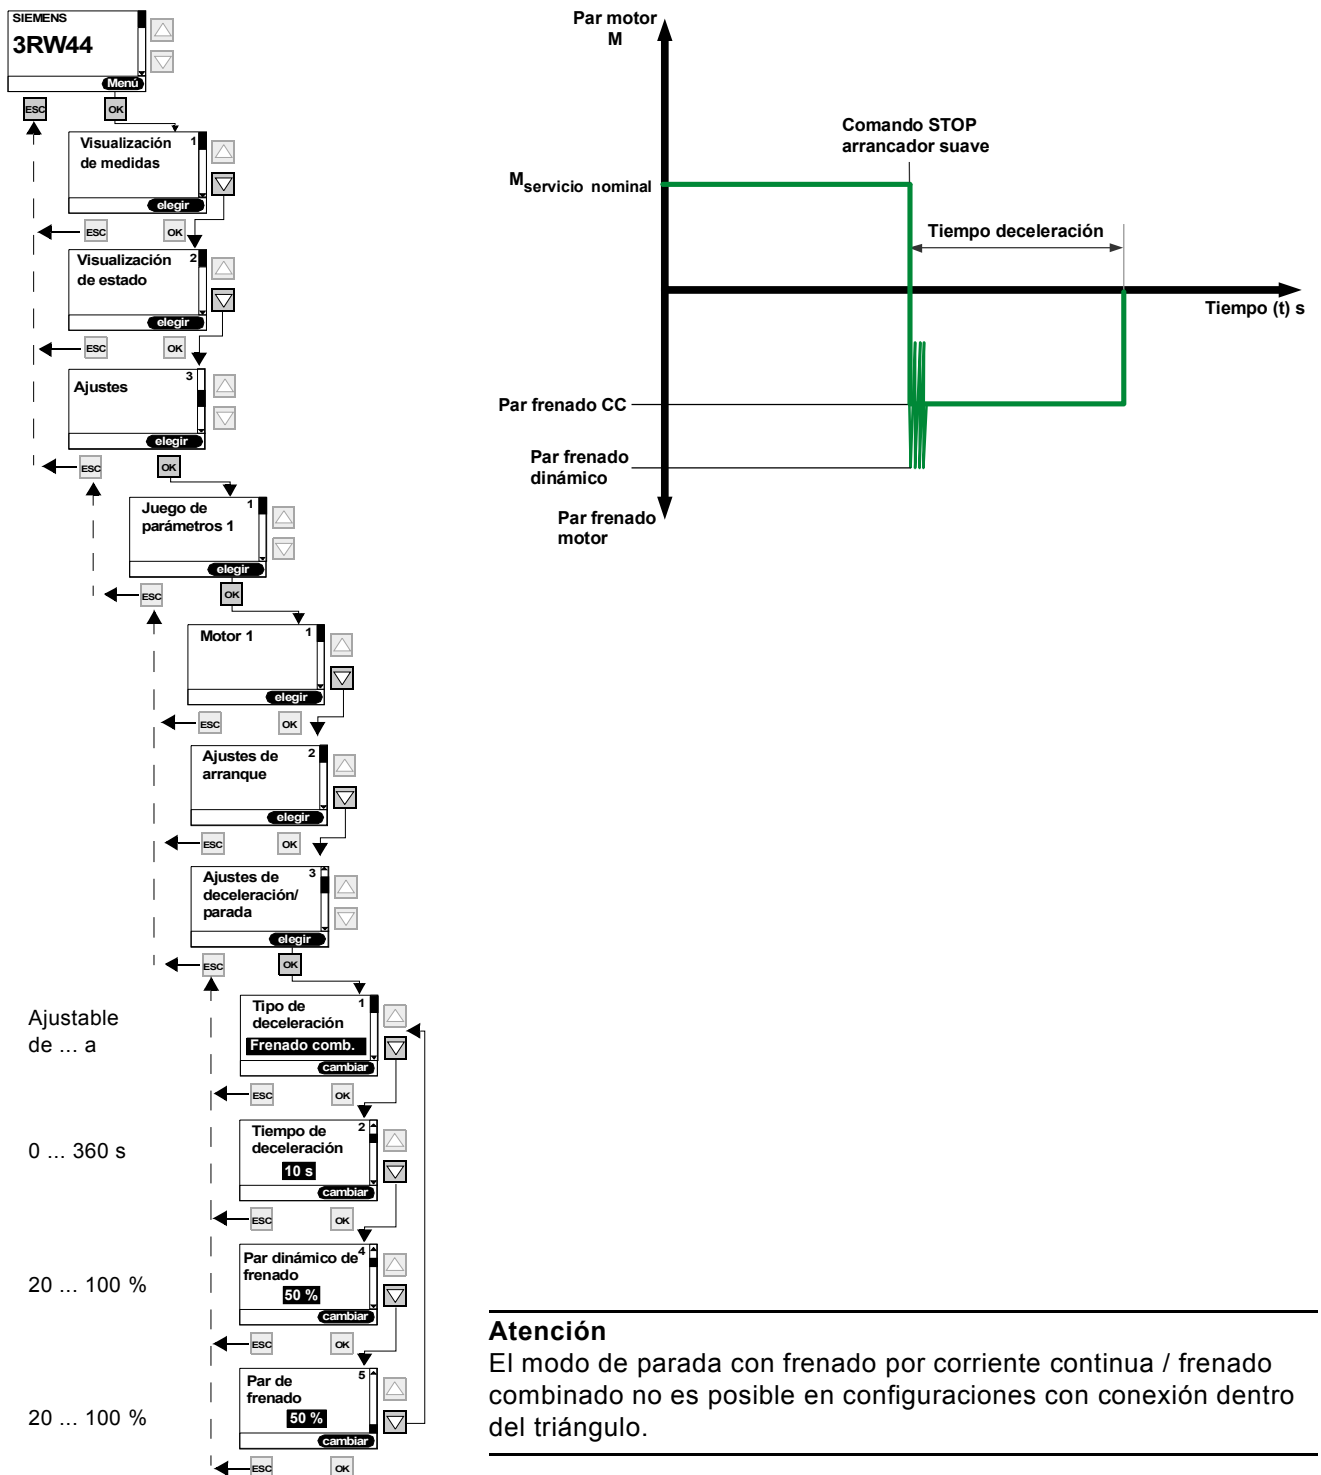 SIEMENS
3RW44
Menú
ESC
OK
Visualización 1
de medidas
elegir
ESC
OK
Visualización 2
de estado
elegir
ESC
OK
3
Ajustes
elegir
ESC
OK
Juego de 1
parámetros 1
elegir
ESC
OK
Motor 1 1
elegir
ESC
OK
Ajustes de 2
arranque
elegir
ESC
OK
Ajustes de 3
deceleración/
parada
elegir
ESC
OK
Ajustable
de ... a
Tipo de 1
deceleración
Frenado comb.
cambiar
ESC
OK
0 ... 360 s
Tiempo de 2
deceleración
10 s
cambiar
ESC
OK
20 ... 100 %
Par dinámico de 4
frenado
50 %
cambiar
ESC
OK
20 ... 100 %
Par de 5
frenado
50 %
cambiar
ESC
OK
Par motor
M
Comando STOP
arrancador suave
Mservicio nominal
Tiempo deceleración
Tiempo (t) s
Par frenado CC
Par frenado
dinámico
Par frenado
motor
Atención
El modo de parada con frenado por corriente continua / frenado
combinado no es posible en configuraciones con conexión dentro
del triángulo.